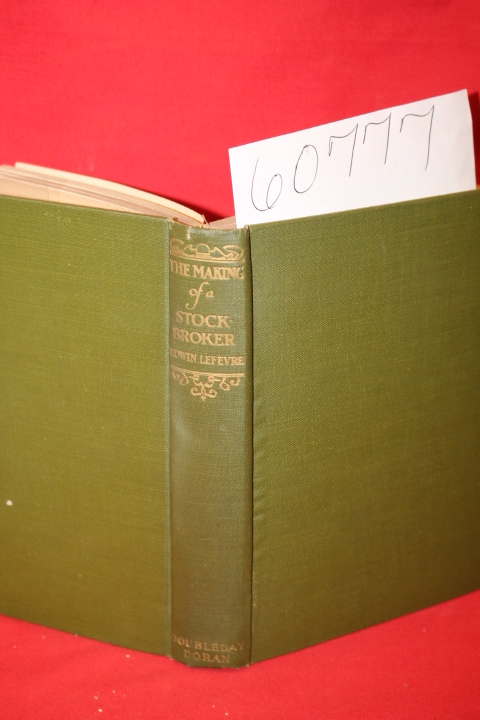 60777
THE MAKING
of a
STOCK-
BROKER
EDWIN LEFEVRE
DOUBLEDAY
DORAN